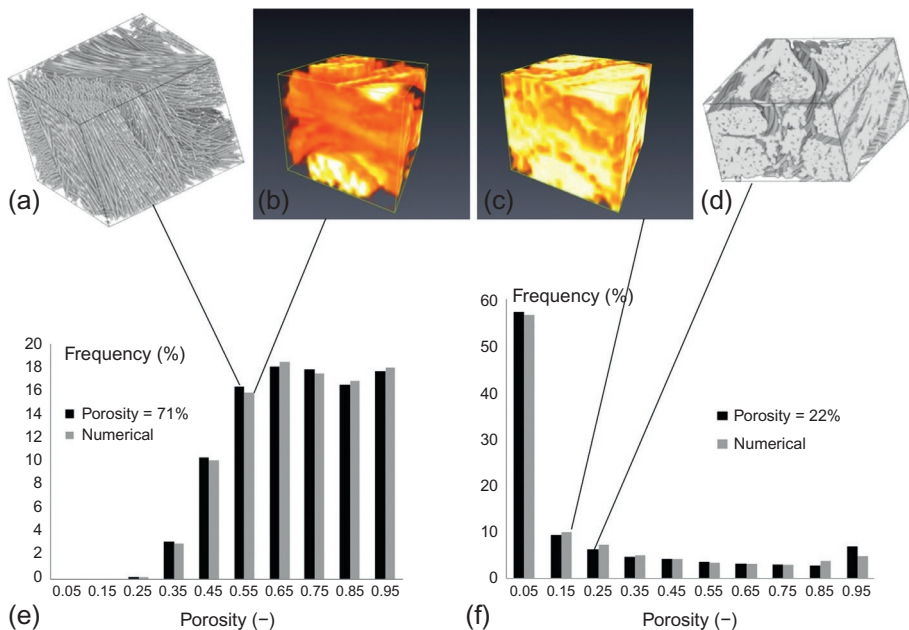 (a)
(b)
(c)
(d)
Frequency (%)
20
18
16
14
12
10
8
6
4
2
0
Porosity = 71%
Numerical
0.05 0.15 0.25 0.35 0.45 0.55 0.65 0.75 0.85 0.95
(e)
Porosity (−)
Frequency (%)
60
50
40
30
20
10
0
Porosity = 22%
Numerical
0.05 0.15 0.25 0.35 0.45 0.55 0.65 0.75 0.85 0.95
(f)
Porosity (−)